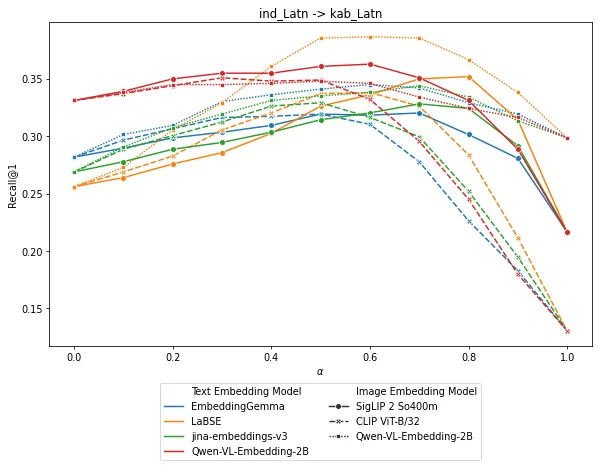 ind_Latn -> kab_Latn
Recall@1
0.35
0.30
0.25
0.20
0.15
0.0 0.2 0.4 0.6 0.8 1.0
α
Text Embedding Model
EmbeddingGemma
LaBSE
jina-embeddings-v3
Qwen-VL-Embedding-2B
Image Embedding Model
SigLIP 2 So400m
CLIP ViT-B/32
Qwen-VL-Embedding-2B